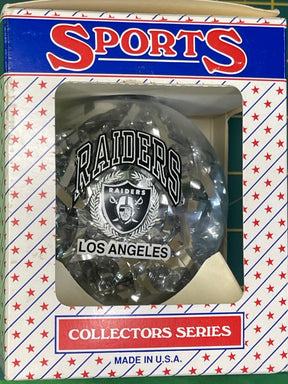 SPORTS
RAIDERS
RAIDERS
LOS ANGELES
COLLECTORS SERIES
MADE IN U.S.A.